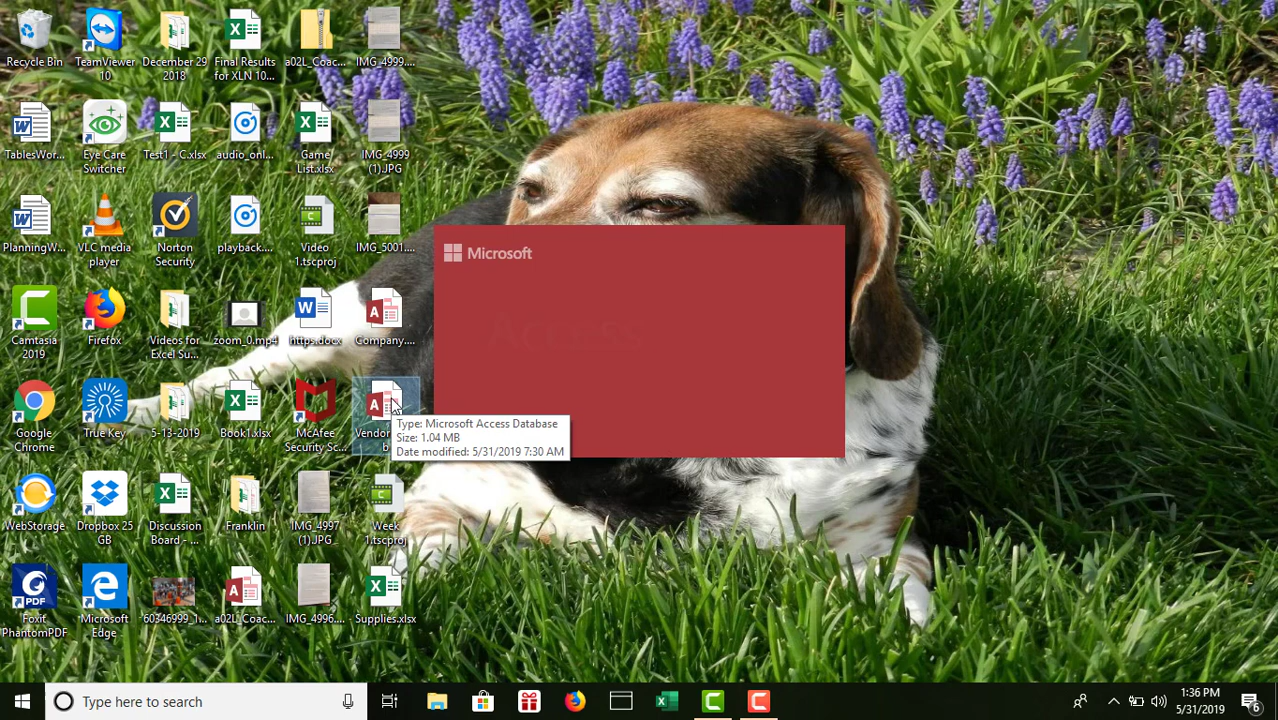 Recycle Bin
TeamViewer
10
December 29
2018
Final Results
for XLN 10...
a02L_Coac...
IMG_4999....
TablesWor...
Eye Care
Switcher
Test1 - C.xlsx
audio_onl...
Game
List.xlsx
IMG_4999
(1).JPG
PlanningW...
VLC media
player
Norton
Security
playback....
Video
1.tscproj
IMG_5001....
Camtasia
2019
Firefox
Videos for
Excel Su...
zoom_0.mp4
https.docx
Company....
Google
Chrome
True Key
5-13-2019
Book1.xlsx
McAfee
Security Sc...
Vendor
WebStorage
Dropbox 25
GB
Discussion
Board - ...
Franklin
IMG_4997
(1).JPG
Week
1.tscproj
Foxit
PhantomPDF
Microsoft
Edge
60346999_1...
a02L_Coac...
IMG_4996....
Supplies.xlsx
Microsoft
Access
Type: Microsoft Access Database
Size: 1.04 MB
Date modified: 5/31/2019 7:30 AM
Type here to search
1:36 PM
5/31/2019
6